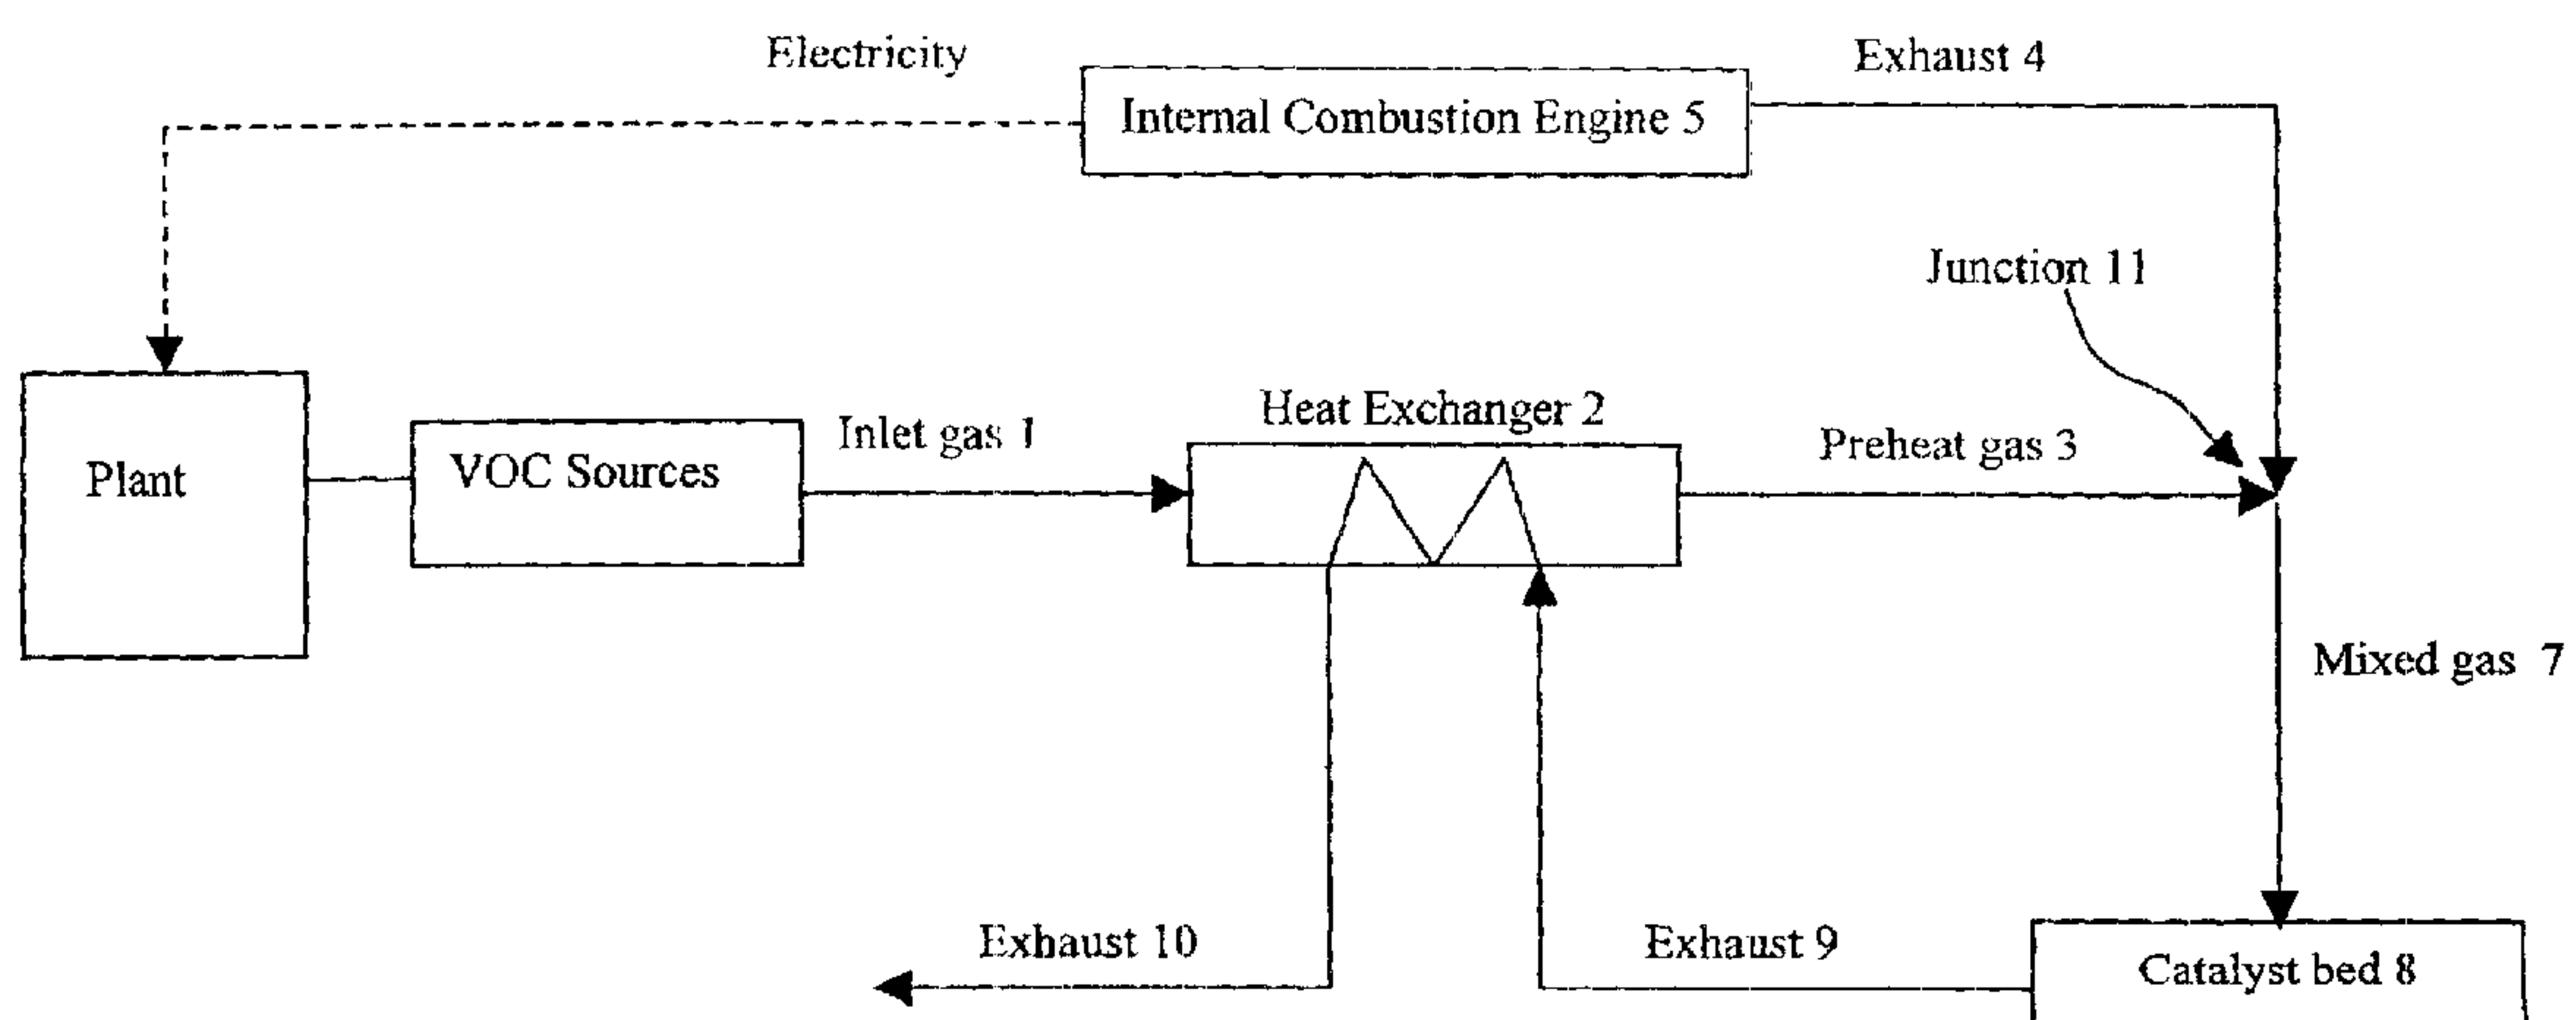 Electricity
Exhaust 4
Internal Combustion Engine 5
Junction 11
Heat Exchanger 2
Inlet gas 1
Preheat gas 3
Plant
VOC Sources
Mixed gas 7
Exhaust 10
Exhaust 9
Catalyst bed 8